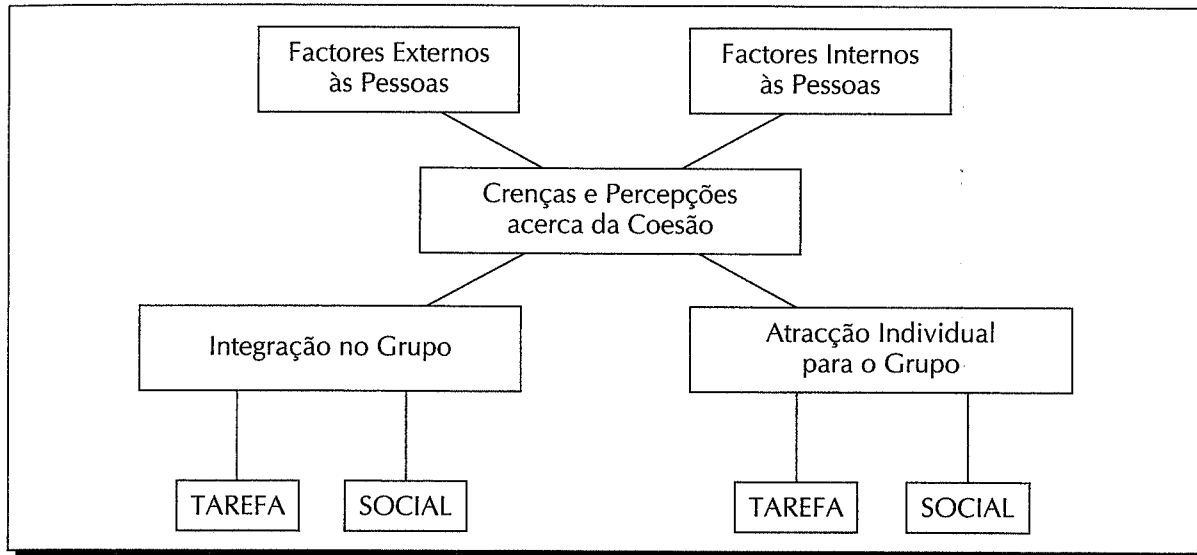 Factores Externos
às Pessoas
Factores Internos
às Pessoas
Crenças e Percepções
acerca da Coesão
Integração no Grupo
Atracção Individual
para o Grupo
TAREFA
SOCIAL
TAREFA
SOCIAL